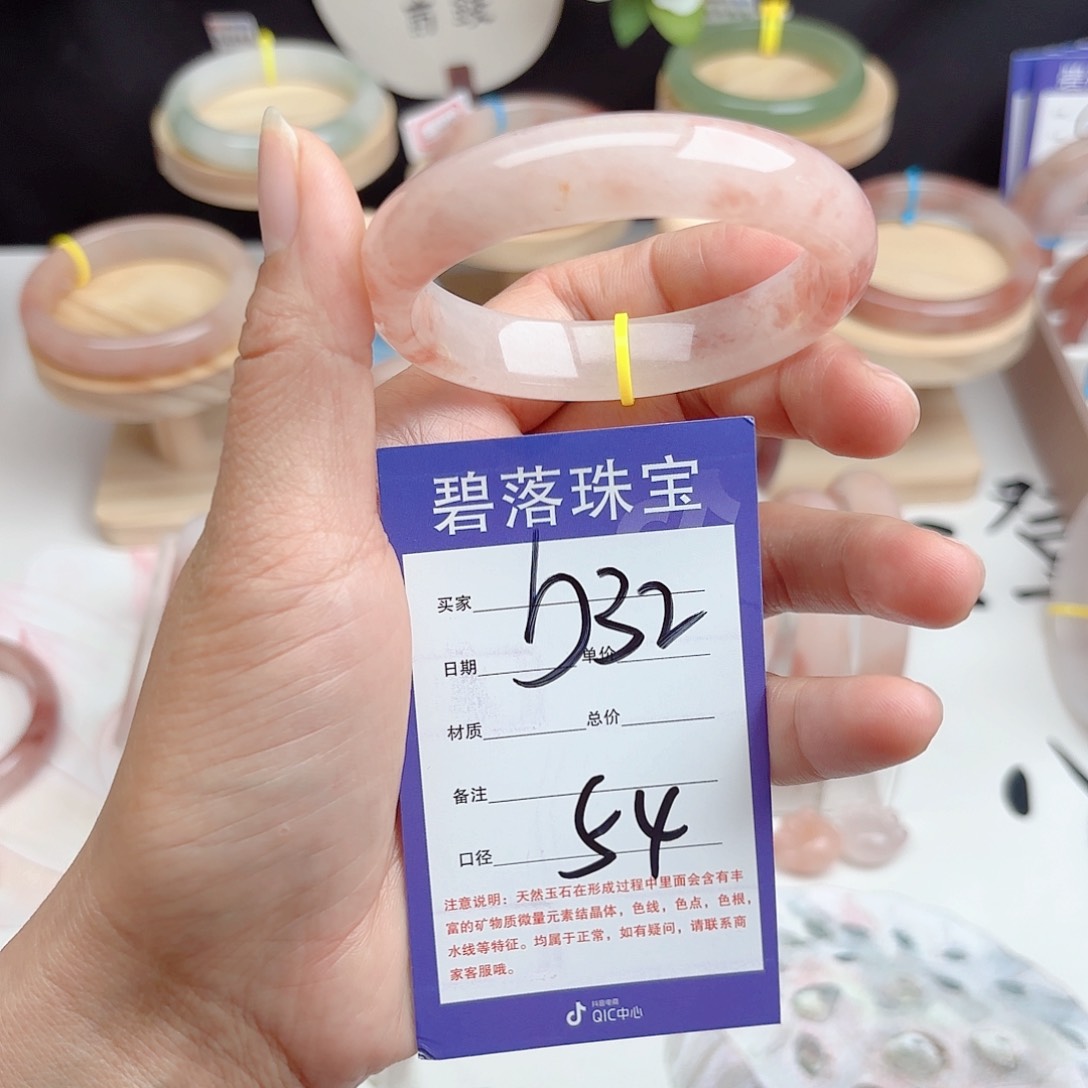 碧落珠宝
买家 b32
日期 单价
材质 总价
备注
口径 54
注意说明：天然玉石在形成过程中里面会含有丰
富的矿物质微量元素结晶体，色线，色点，色根，
水线等特征。均属于正常，如有疑问，请联系商
家客服哦。
抖音电商
QIC中心